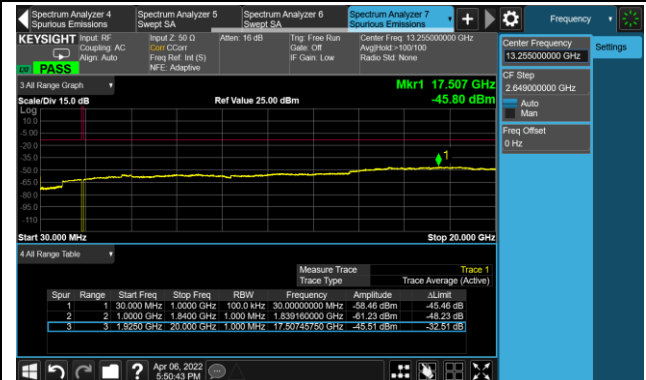 Spectrum Analyzer 4
Spurious Emissions
Spectrum Analyzer 5
Swept SA
Spectrum Analyzer 6
Swept SA
Spectrum Analyzer 7
Spurious Emissions
Frequency
KEYSIGHT
Input: RF
Coupling: AC
Align: Auto
PASS
Input Z: 50 Ω
Corr CCorr
Freq Ref: Int (S)
NFE: Adaptive
Atten: 16 dB
Trig: Free Run
Gate: Off
IF Gain: Low
Center Freq: 13.255000000 GHz
Avg|Hold:>100/100
Radio Std: None
Center Frequency
13.255000000 GHz
Settings
CF Step
2.649000000 GHz
Auto
Man
Freq Offset
0 Hz
3 All Range Graph
Mkr1 17.507 GHz
Scale/Div 15.0 dB
Ref Value 25.00 dBm
-45.80 dBm
Log
10.0
-5.00
-20.0
-35.0
-50.0
-65.0
-80.0
-95.0
-110
1
Start 30.000 MHz
Stop 20.000 GHz
4 All Range Table
Measure Trace Trace 1
Trace Type Trace Average (Active)
Spur Range Start Freq Stop Freq RBW Frequency Amplitude ΔLimit
1 1 30.000 MHz 1.0000 GHz 100.0 kHz 30.00000000 MHz -58.46 dBm -45.46 dB
2 2 1.0000 GHz 1.8400 GHz 1.000 MHz 1.839160000 GHz -61.23 dBm -48.23 dB
3 3 1.9250 GHz 20.000 GHz 1.000 MHz 17.50745750 GHz -45.51 dBm -32.51 dB
Apr 06, 2022
5:50:43 PM